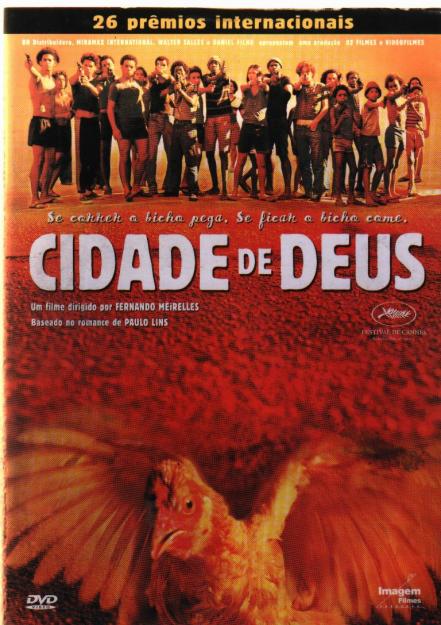 26 prêmios internacionais
BR Distribuidora, MIRAMAX INTERNATIONAL, WALTER SALLES e DANIEL FILHO apresentam uma produção O2 FILMES e VIDEOFILMES
Se correr o bicho pega, Se ficar o bicho come.
CIDADE DE DEUS
Um filme dirigido por FERNANDO MEIRELLES
Baseado no romance de PAULO LINS
FESTIVAL DE CANNES
DVD
VIDEO
Imagem
Filmes